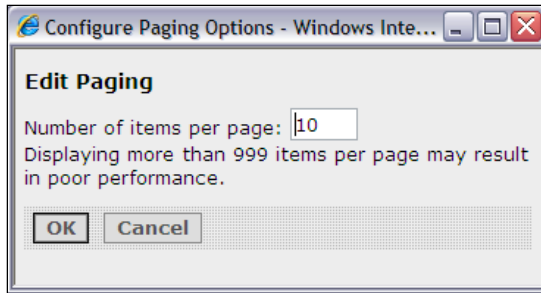 Configure Paging Options - Windows Inte...
Edit Paging
Number of items per page: 10
Displaying more than 999 items per page may result
in poor performance.
OK Cancel